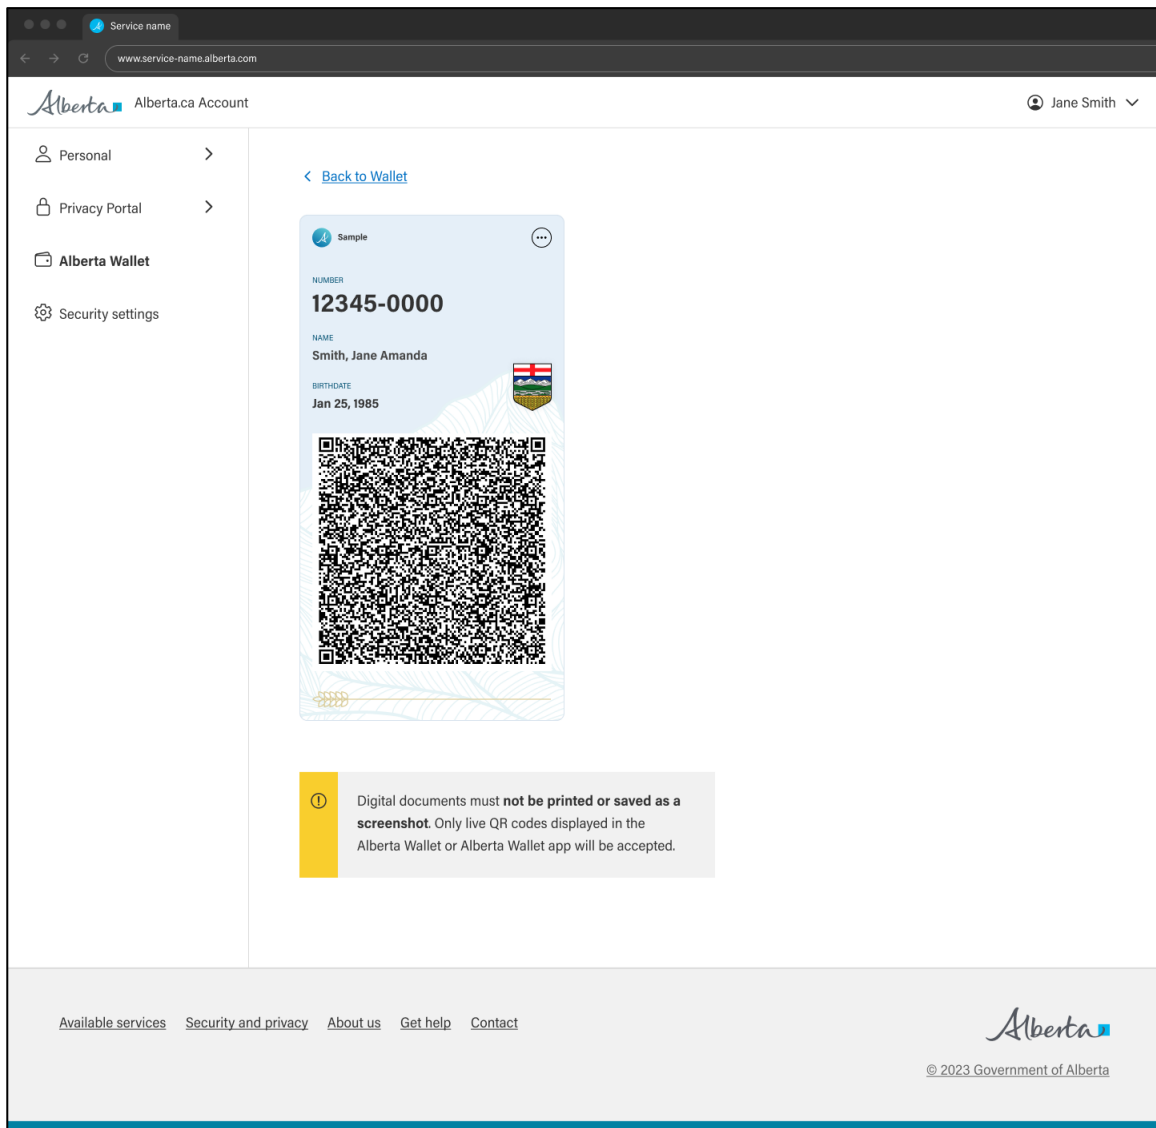 Service name
www.service-name.alberta.com
Alberta Alberta.ca Account
Jane Smith
Personal
Privacy Portal
Alberta Wallet
Security settings
Back to Wallet
Sample
NUMBER
12345-0000
NAME
Smith, Jane Amanda
BIRTHDATE
Jan 25, 1985
Digital documents must not be printed or saved as a
screenshot. Only live QR codes displayed in the
Alberta Wallet or Alberta Wallet app will be accepted.
Available services Security and privacy About us Get help Contact
Alberta
© 2023 Government of Alberta